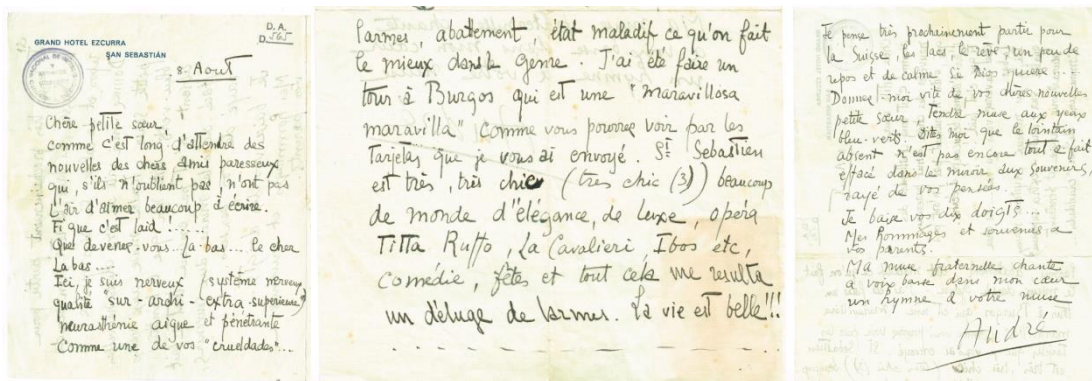 D. A.
D. 565
GRAND HOTEL EZCURRA
SAN SEBASTIÁN
8 Aout
Chère petite sœur,
comme c'est long d'attendre des
nouvelles des chers amis paresseux
qui, s'ils n'oublient pas, n'ont pas
l'air d'aimer beaucoup à écrire.
Fi que c'est laid .......
Que devenez-vous.. La-bas... Le cher
La bas....
Ici, je suis nerveux (système nerveux
qualité "sur-archi-extra-supérieure")
neurasthénie aigue et pénétrante
comme une de vos "crueldades"...
larmes, abattement état maladif ce qu'on fait
le mieux dans le genre. J'ai été faire un
tour à Burgos qui est une "maravillosa
maravilla" comme vous pourrez voir par les
Tarjetas que je vous ai envoyé. St Sebastien
est très, très chic (tres chic (3)) beaucoup
de monde d'élégance, de luxe, opéra
Titta Ruffo, La Cavalieri, Ibos etc,
comédie, fêtes et tout cela me resulta
un déluge de larmes. La vie est belle!!
Je pense très prochainement partir pour
la Suisse, les lacs, le rêve, un peu de
repos et de calme. Si Dios quiere...
Donnez-moi vite de vos chères nouvelles
petite sœur, Tendre muse aux yeux
bleu-verts. Dites moi que le lointain
absent n'est pas encore tout à fait
effacé dans le miroir, aux souvenirs,
rayé de vos pensées.
Je baise vos dix doigts...
Mes hommages et souvenirs a
vos parents.
Ma muse fraternelle chante
a voix basse dans mon cœur
un hymne à votre muse
André